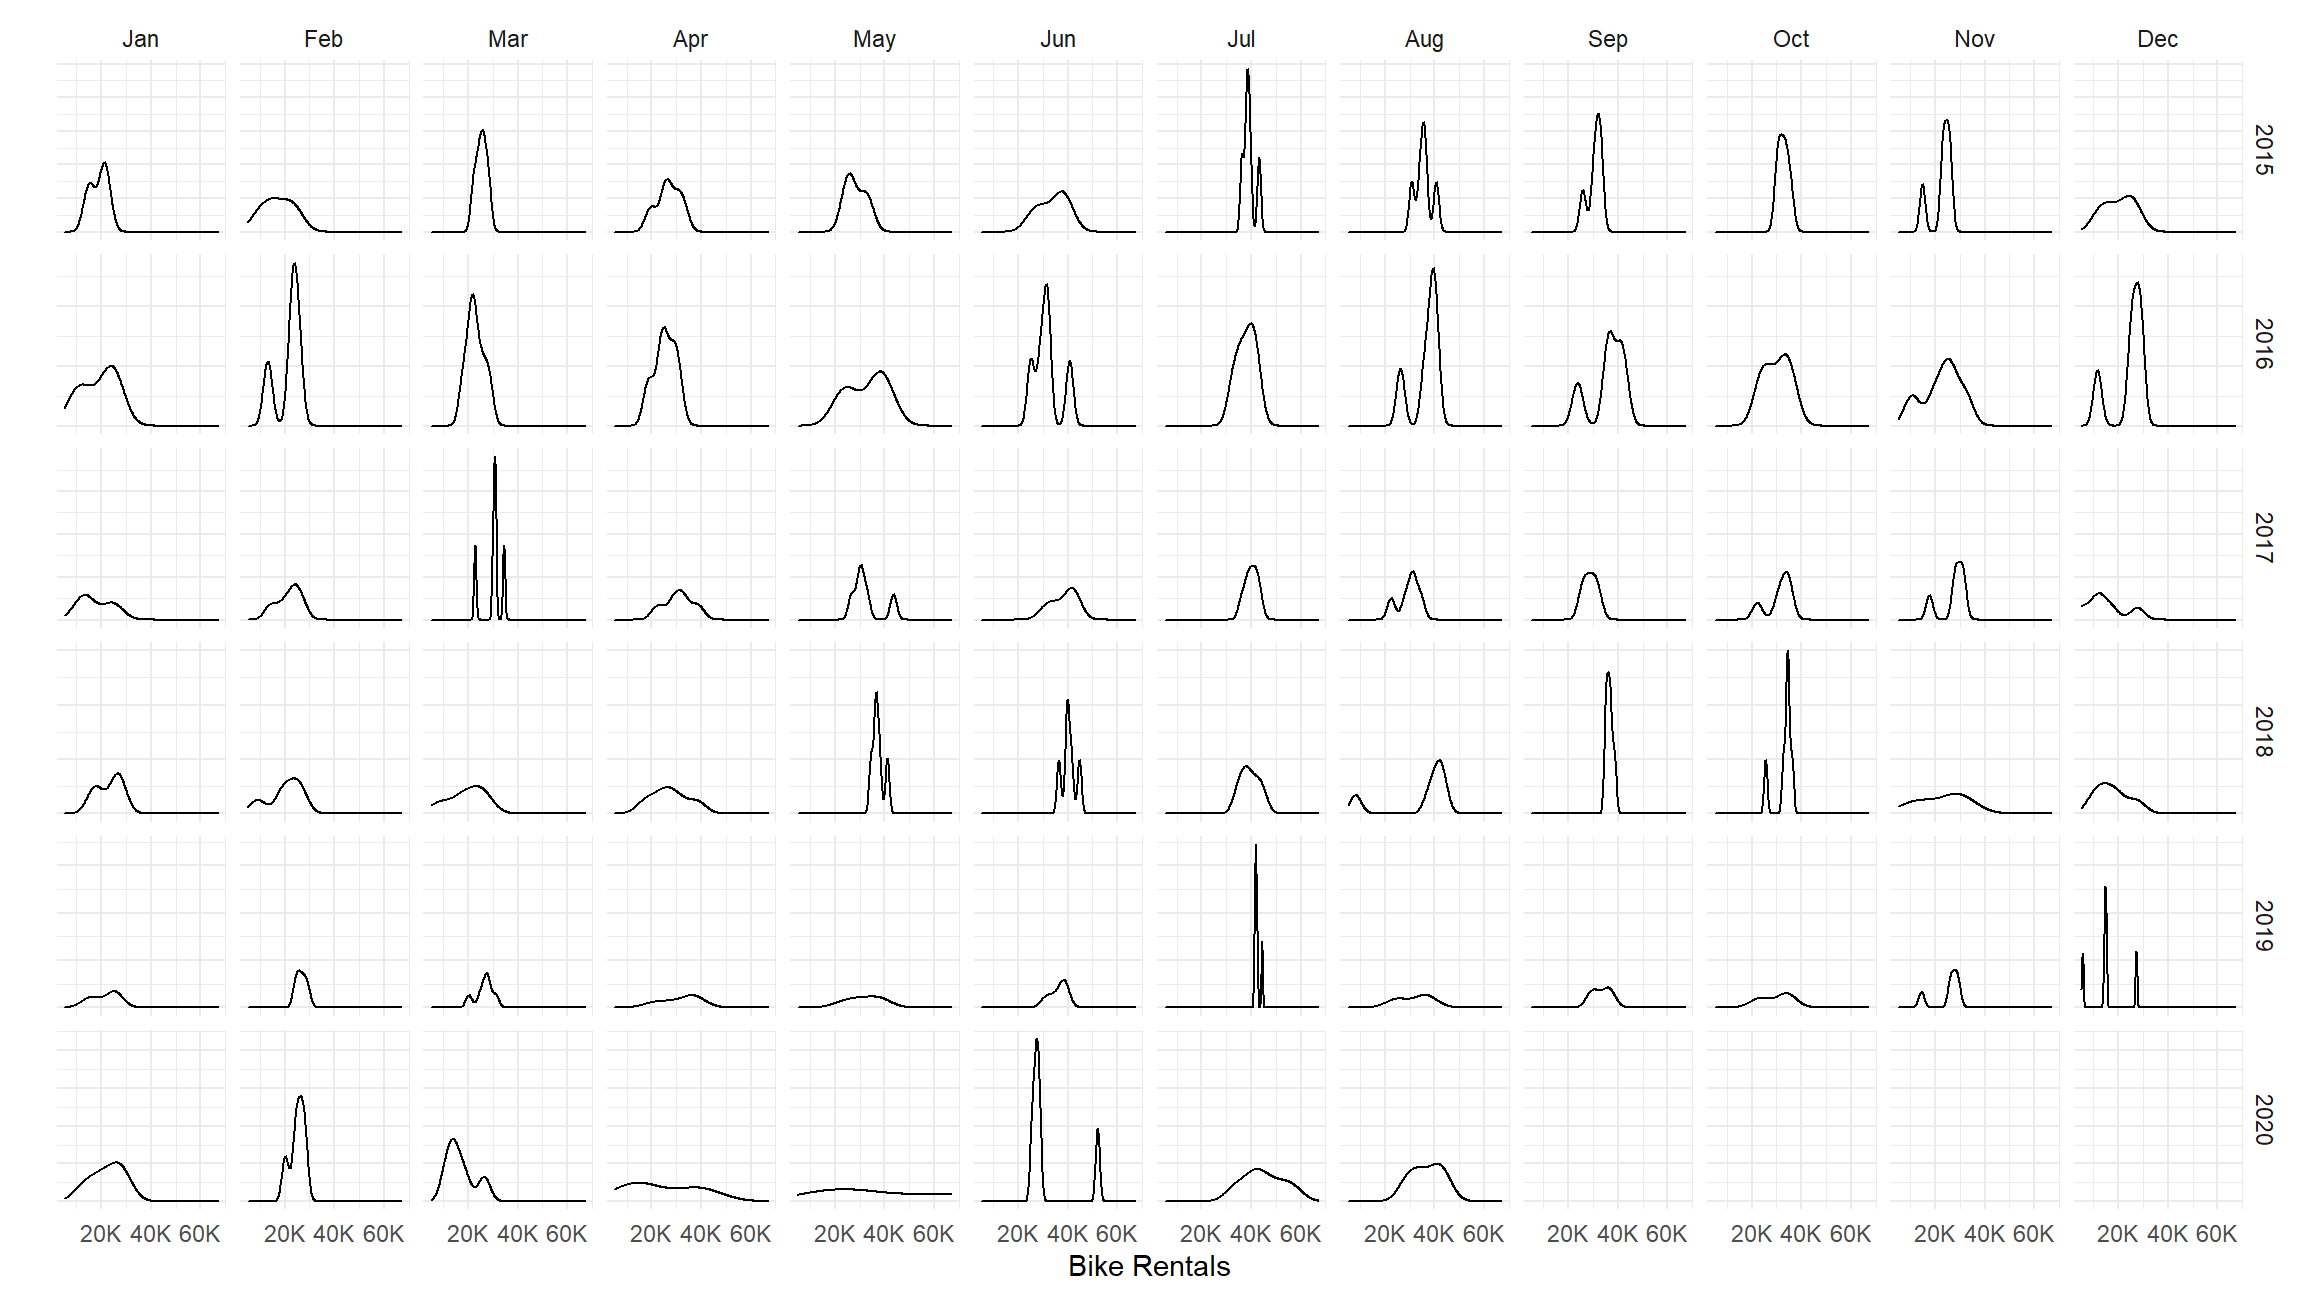 Jan Feb Mar Apr May Jun Jul Aug Sep Oct Nov Dec
2015
2016
2017
2018
2019
2020
20K 40K 60K 20K 40K 60K 20K 40K 60K 20K 40K 60K 20K 40K 60K 20K 40K 60K 20K 40K 60K 20K 40K 60K 20K 40K 60K 20K 40K 60K 20K 40K 60K 20K 40K 60K
Bike Rentals